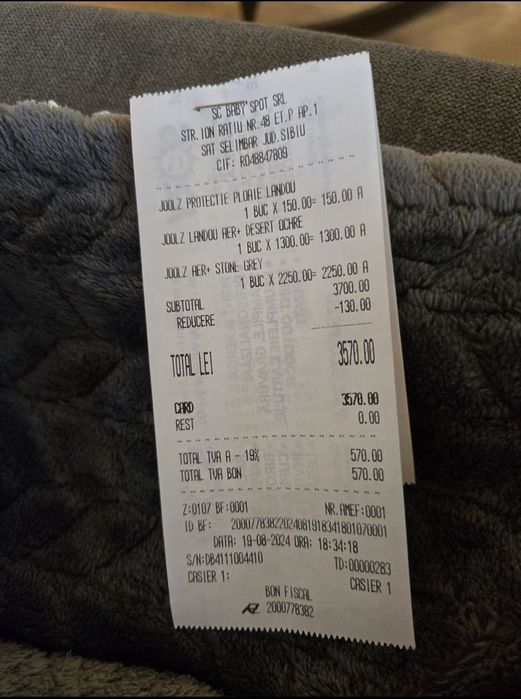 SC BABY SPOT SRL
STR.ION RATIU NR.48 ET.P AP.1
SAT SELIMBAR JUD.SIBIU
CIF: RO48847809
JOOLZ PROTECTIE PLOAIE LANDOU
1 BUC X 150.00= 150.00 A
JOOLZ LANDOU AER+ DESERT OCHRE
1 BUC X 1300.00= 1300.00 A
JOOLZ AER+ STONE GREY
1 BUC X 2250.00= 2250.00 A
SUBTOTAL 3700.00
REDUCERE -130.00
TOTAL LEI 3570.00
CARD 3570.00
REST 0.00
TOTAL TVA A - 19% 570.00
TOTAL TVA BON 570.00
Z:0107 BF:0001 NR.AMEF:0001
ID BF: 20007783822024081918341801070001
DATA: 19-08-2024 ORA: 18:34:18
S/N:DB4111004410 TD:00000283
CASIER 1: CASIER 1
BON FISCAL
2000778382